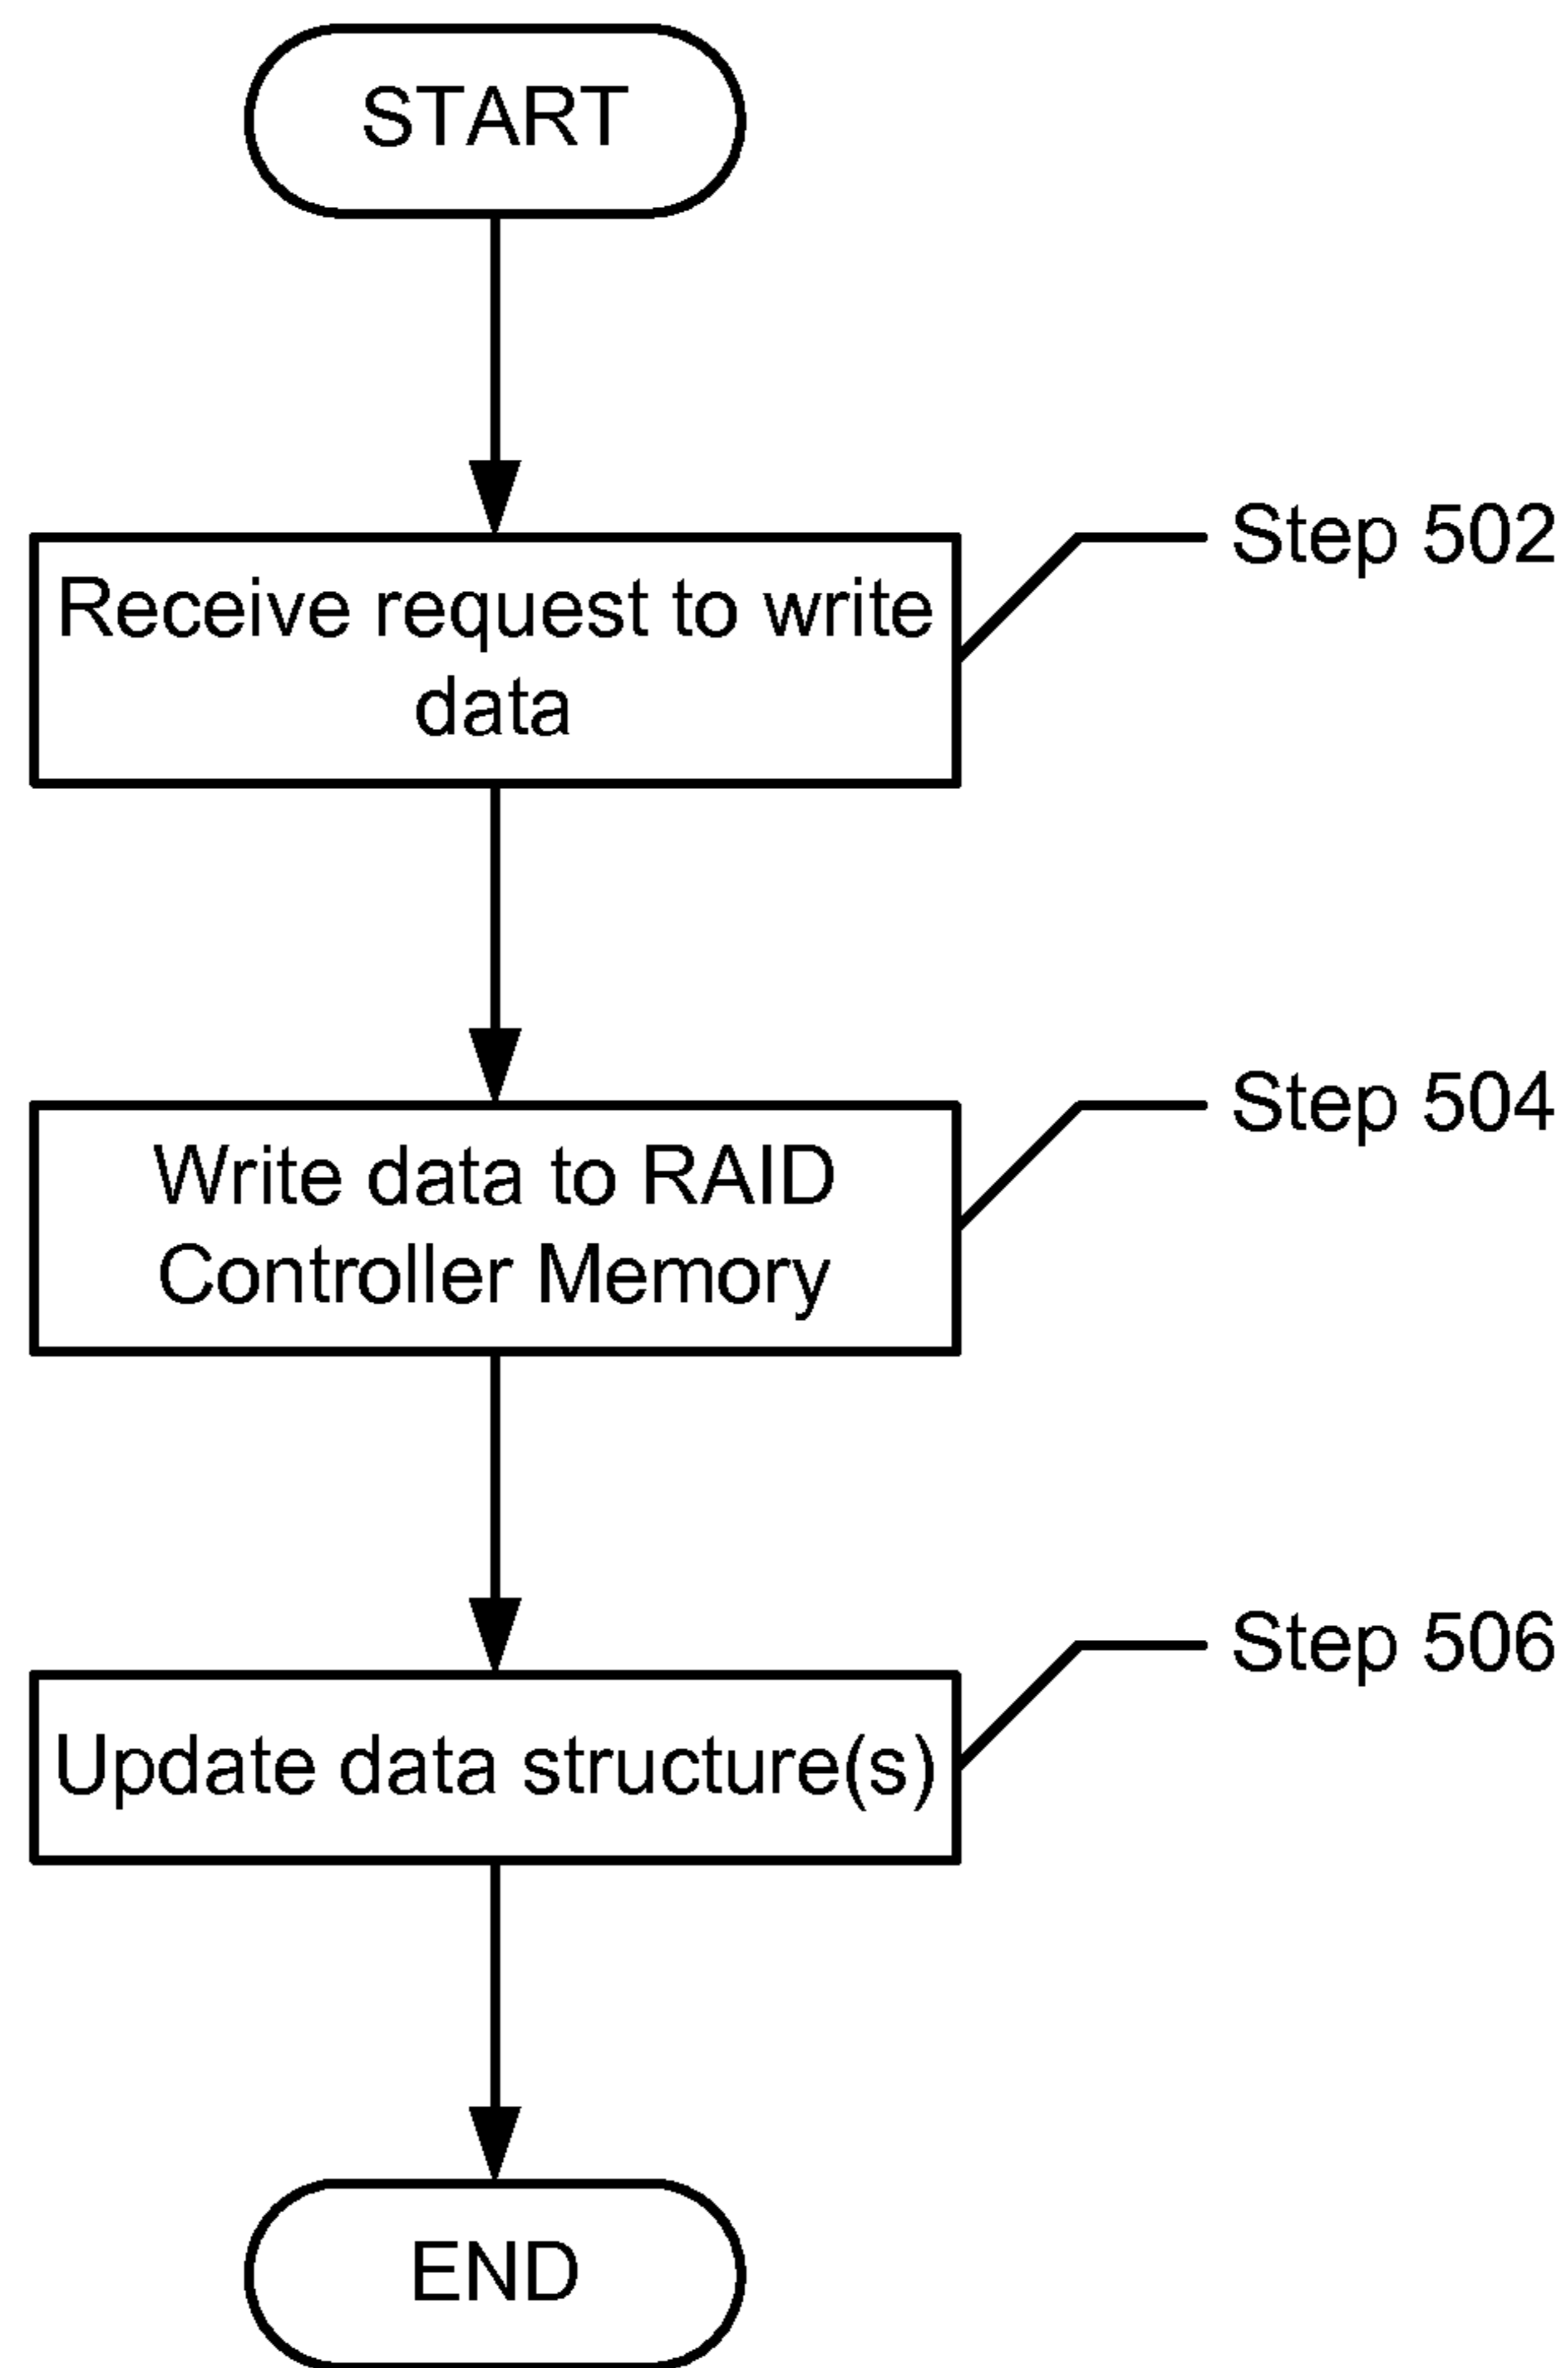 START
Step 502
Receive request to write
data
Step 504
Write data to RAID
Controller Memory
Step 506
Update data structure(s)
END